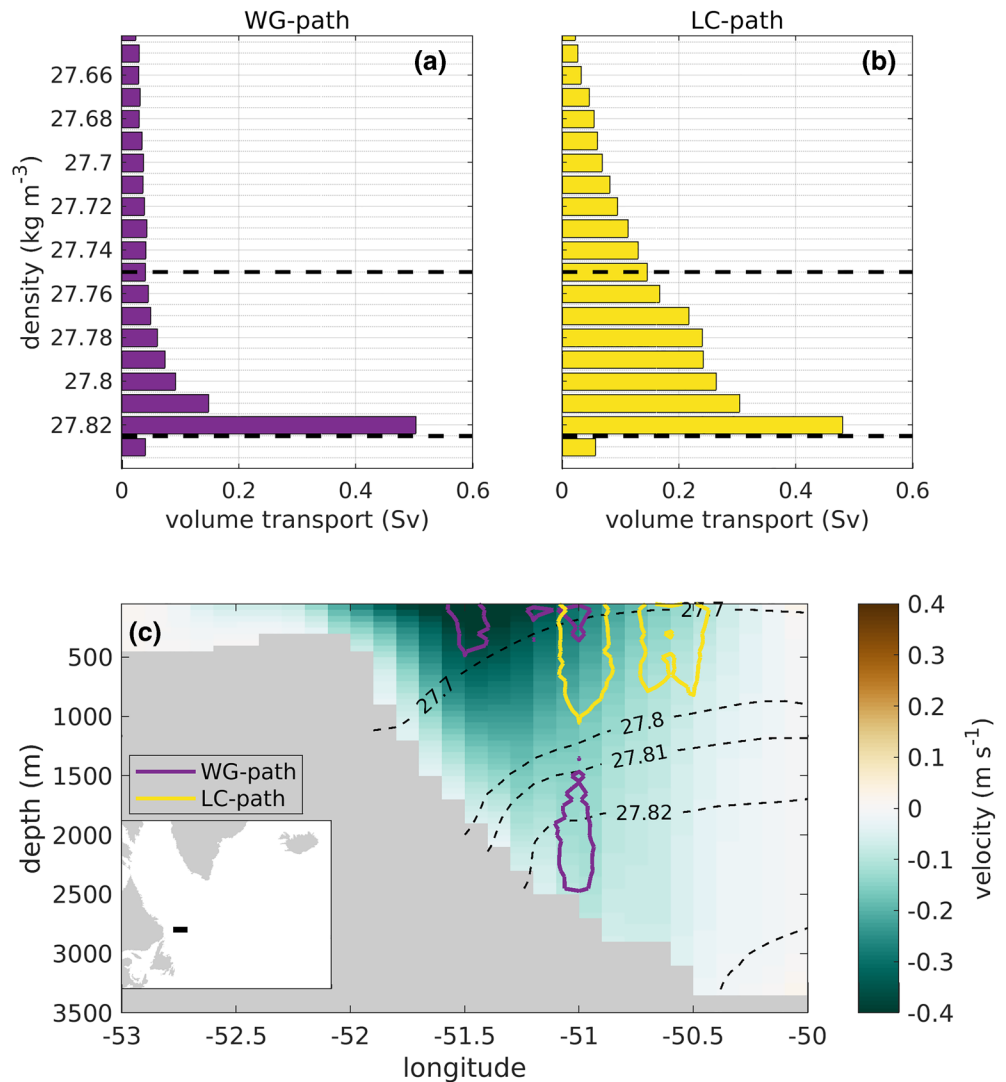 WG-path
LC-path
(a)
(b)
27.66
27.68
27.7
27.72
27.74
27.76
27.78
27.8
27.82
density (kg m-3)
0 0.2 0.4 0.6
volume transport (Sv)
0 0.2 0.4 0.6
volume transport (Sv)
(c)
27.7
27.7
27.8
27.81
27.82
WG-path
LC-path
500
1000
1500
2000
2500
3000
3500
depth (m)
-53 -52.5 -52 -51.5 -51 -50.5 -50
longitude
0.4
0.3
0.2
0.1
0
-0.1
-0.2
-0.3
-0.4
velocity (m s-1)